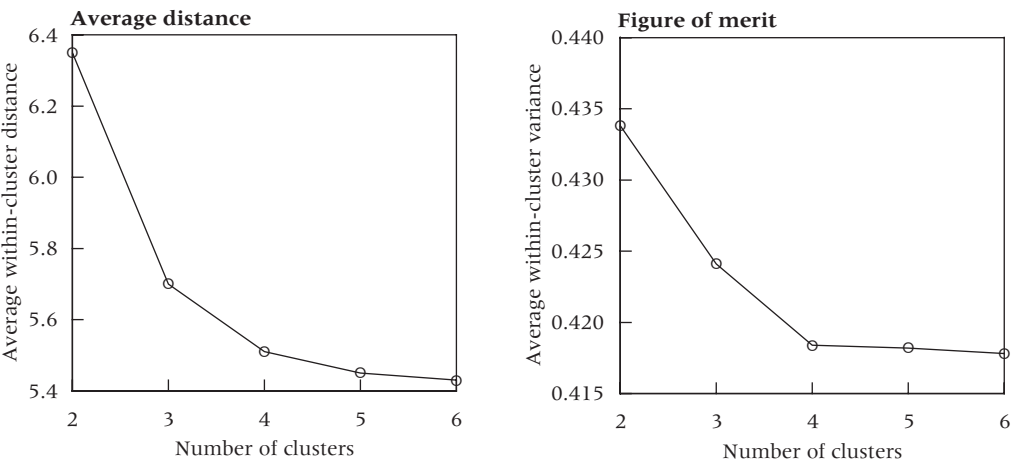 Average distance
Average within-cluster distance
6.4
6.2
6.0
5.8
5.6
5.4
2 3 4 5 6
Number of clusters
Figure of merit
Average within-cluster variance
0.440
0.435
0.430
0.425
0.420
0.415
2 3 4 5 6
Number of clusters